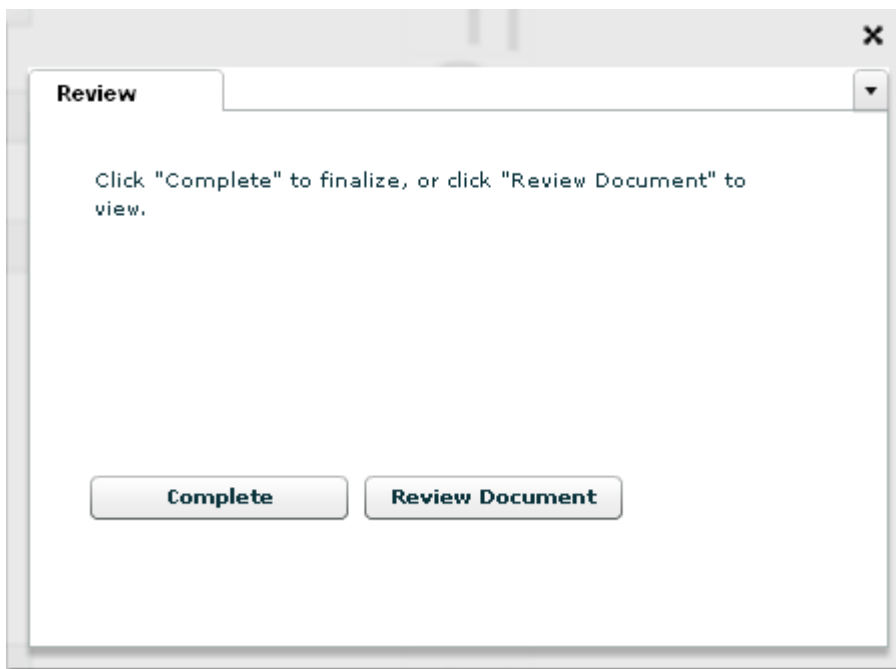 Review
Click "Complete" to finalize, or click "Review Document" to
view.
Complete
Review Document